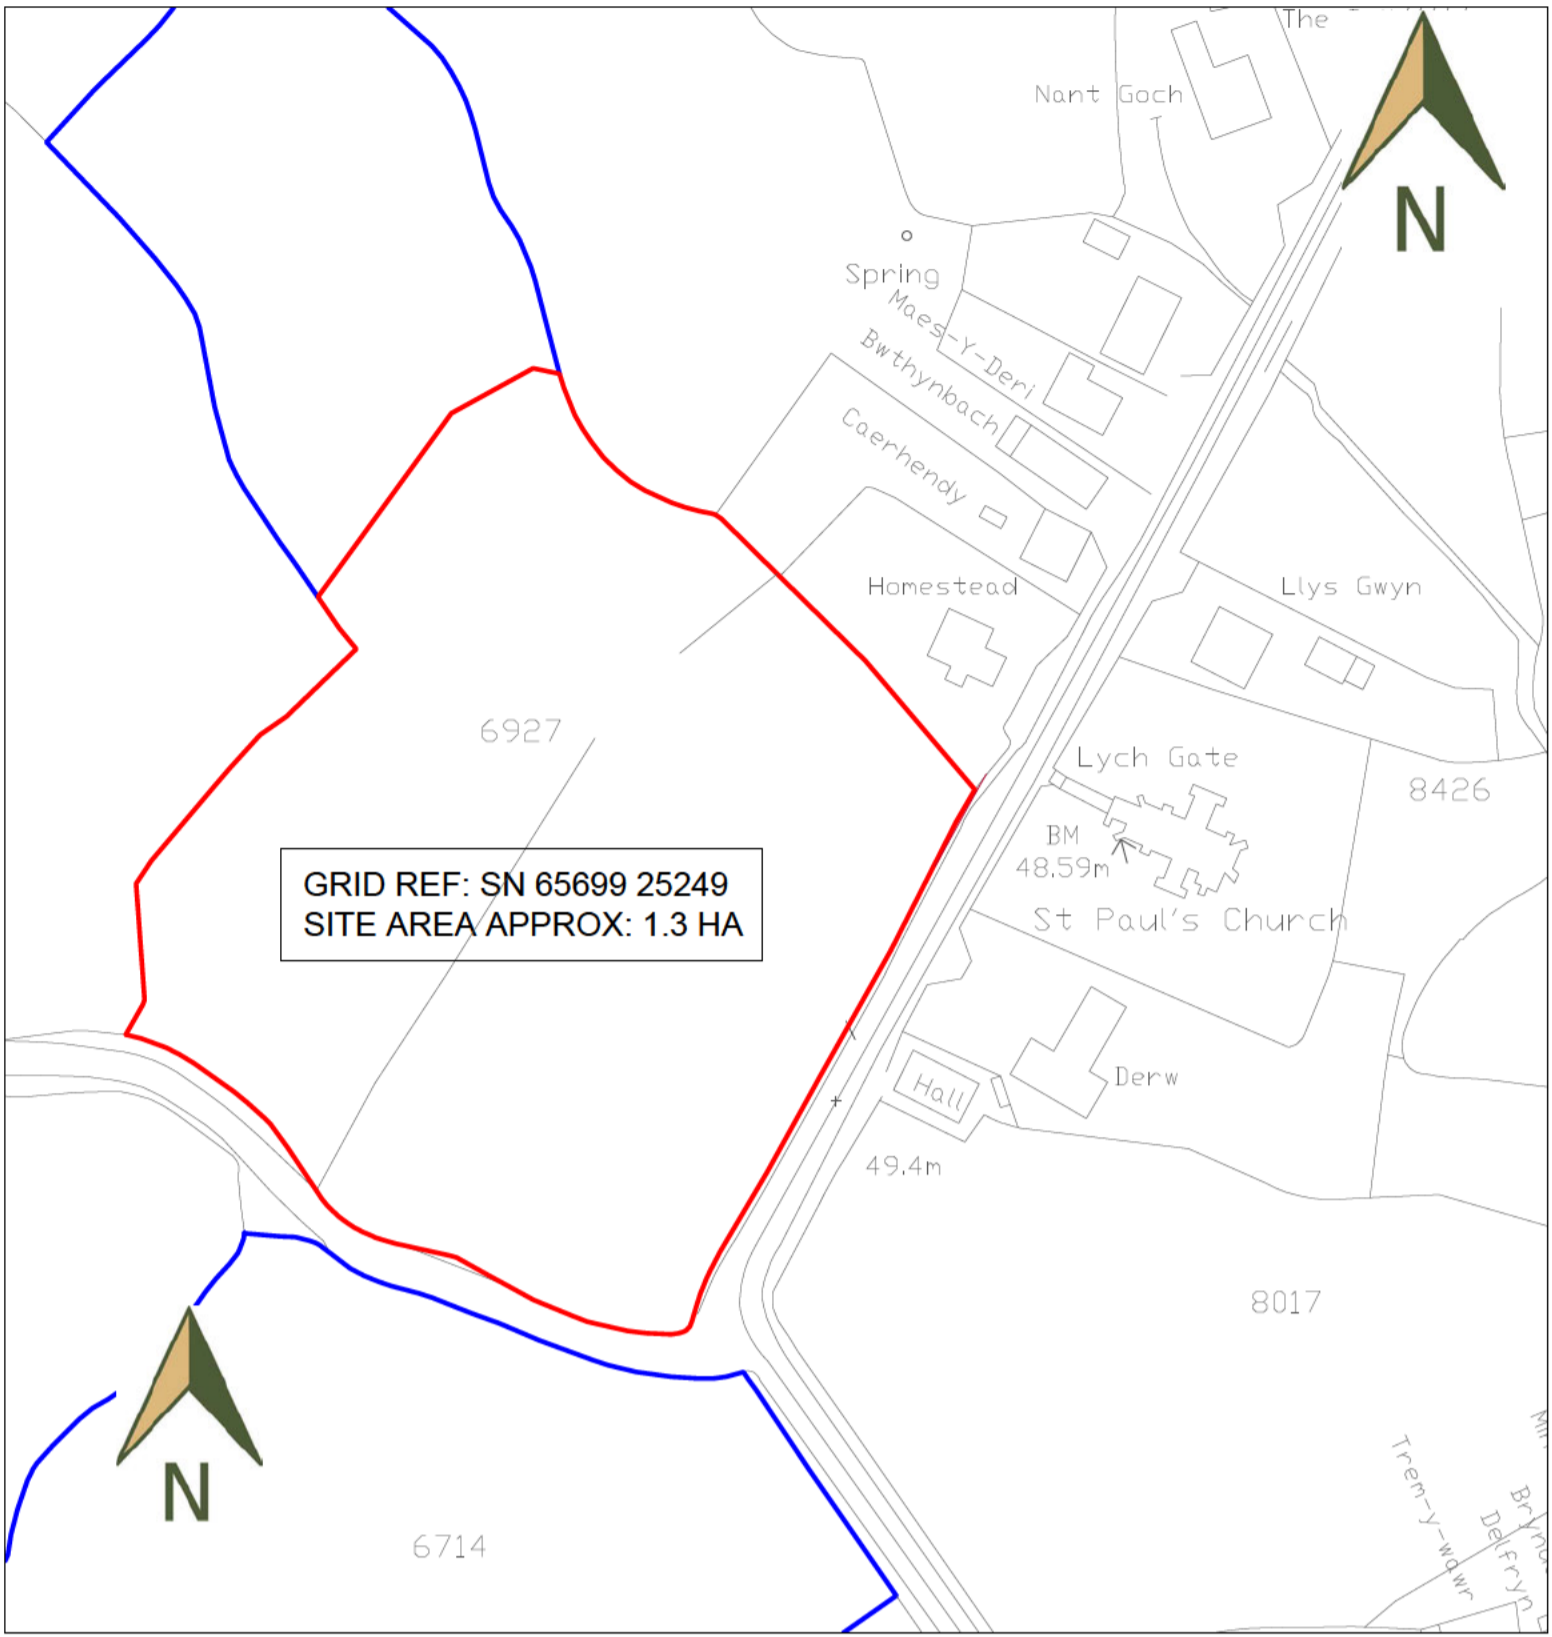 The
Nant Goch
N
Spring
Maes-Y-Deri
Bwthynbach
Caerhendy
Homestead
Llys Gwyn
6927
Lych Gate
8426
BM
48.59m
GRID REF: SN 65699 25249
SITE AREA APPROX: 1.3 HA
St Paul's Church
Hall
Derw
49.4m
8017
N
6714
Trem-y-wawr
Delfryn